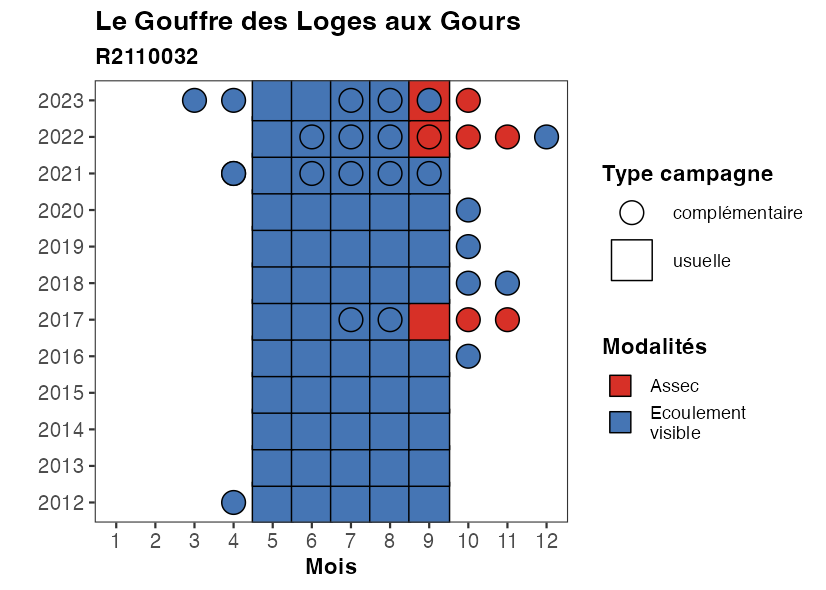 Le Gouffre des Loges aux Gours
R2110032
2023
2022
2021
2020
2019
2018
2017
2016
2015
2014
2013
2012
1 2 3 4 5 6 7 8 9 10 11 12
Mois
Type campagne
complémentaire
usuelle
Modalités
Assec
Ecoulement
visible